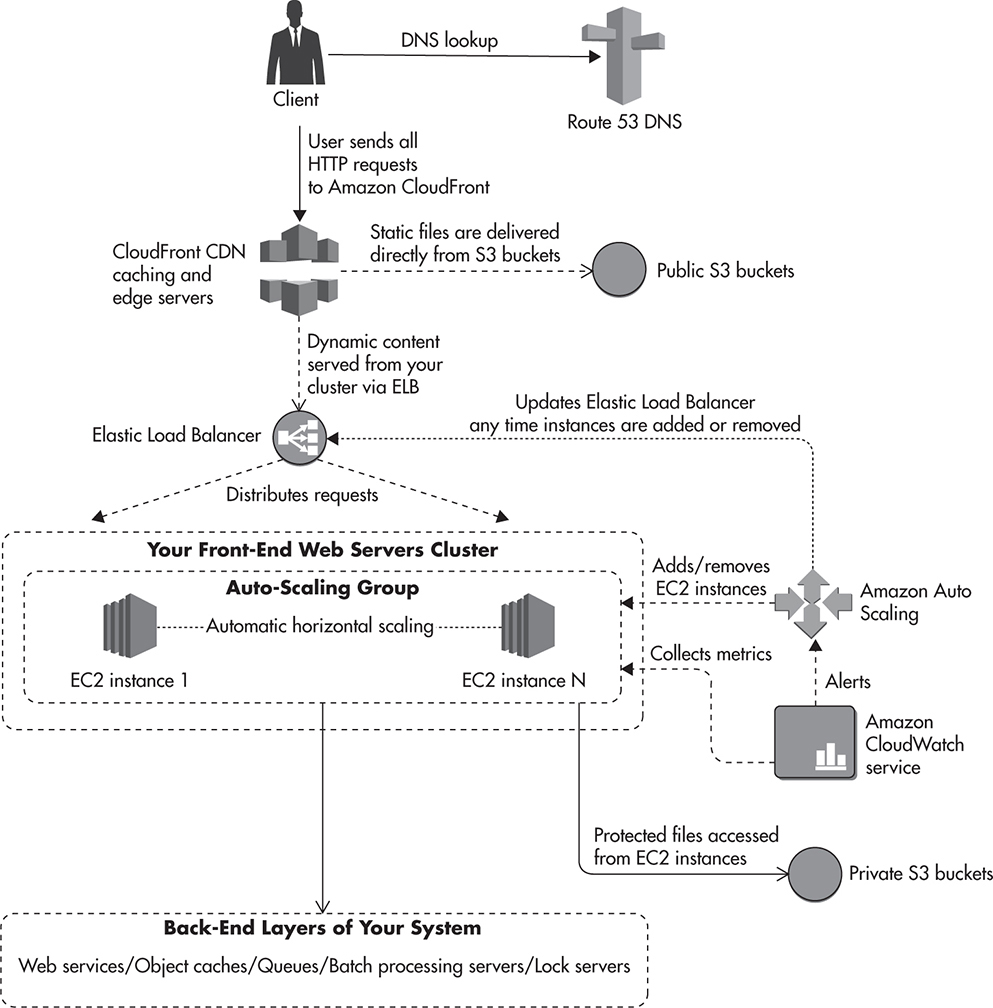 DNS lookup
Client
Route 53 DNS
User sends all
HTTP requests
to Amazon CloudFront
CloudFront CDN
caching and
edge servers
Static files are delivered
directly from S3 buckets
Public S3 buckets
Dynamic content
served from your
cluster via ELB
Updates Elastic Load Balancer
any time instances are added or removed
Elastic Load Balancer
Distributes requests
Your Front-End Web Servers Cluster
Auto-Scaling Group
Automatic horizontal scaling
EC2 instance 1
EC2 instance N
Adds/removes
EC2 instances
Amazon Auto
Scaling
Collects metrics
Alerts
Amazon
CloudWatch
service
Protected files accessed
from EC2 instances
Private S3 buckets
Back-End Layers of Your System
Web services/Object caches/Queues/Batch processing servers/Lock servers